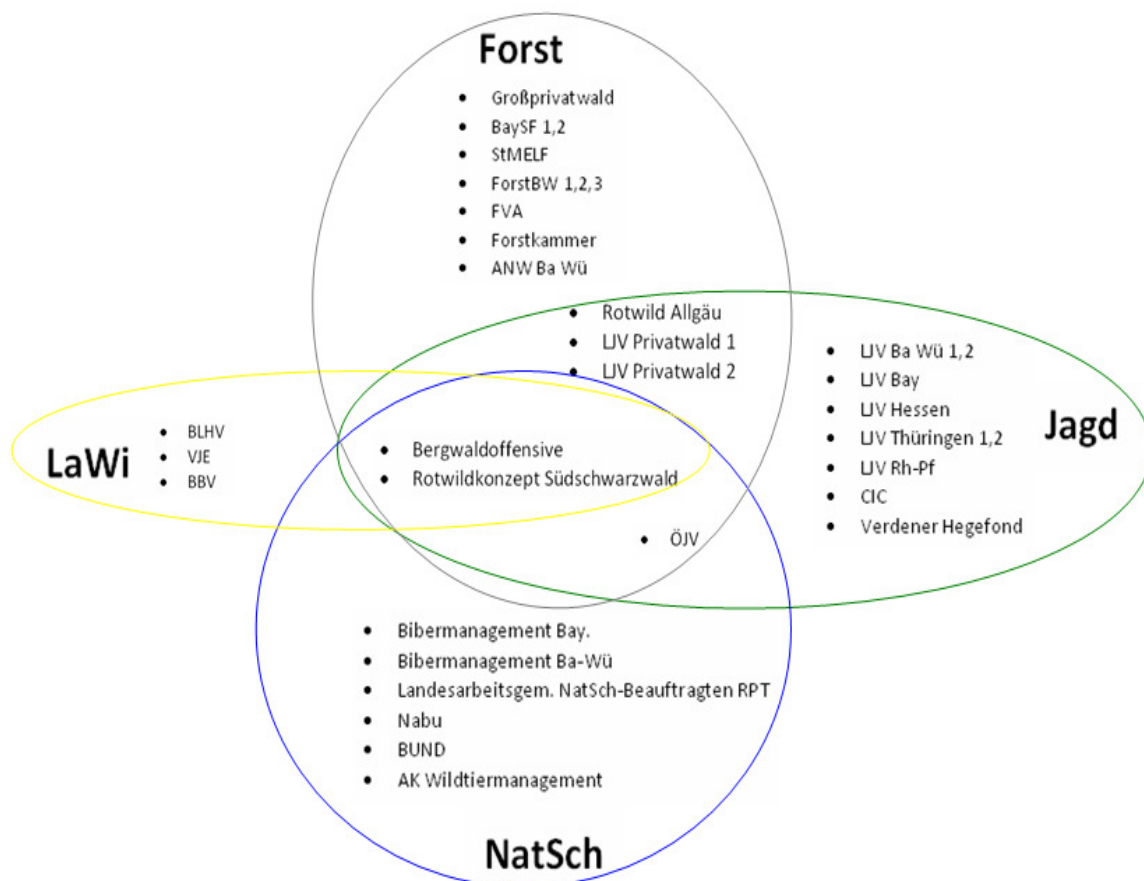 Forst
• Großprivatwald
• BaySF 1,2
• StMELF
• ForstBW 1,2,3
• FVA
• Forstkammer
• ANW Ba Wü
• Rotwild Allgäu
• LJV Privatwald 1
• LJV Privatwald 2
Jagd
• LJV Ba Wü 1,2
• LJV Bay
• LJV Hessen
• LJV Thüringen 1,2
• LJV Rh-Pf
• CIC
• Verdener Hegefond
LaWi
• BLHV
• VJE
• BBV
• Bergwaldoffensive
• Rotwildkonzept Südschwarzwald
• ÖJV
• Bibermanagement Bay.
• Bibermanagement Ba-Wü
• Landesarbeitsgem. NatSch-Beauftragten RPT
• Nabu
• BUND
• AK Wildtiermanagement
NatSch